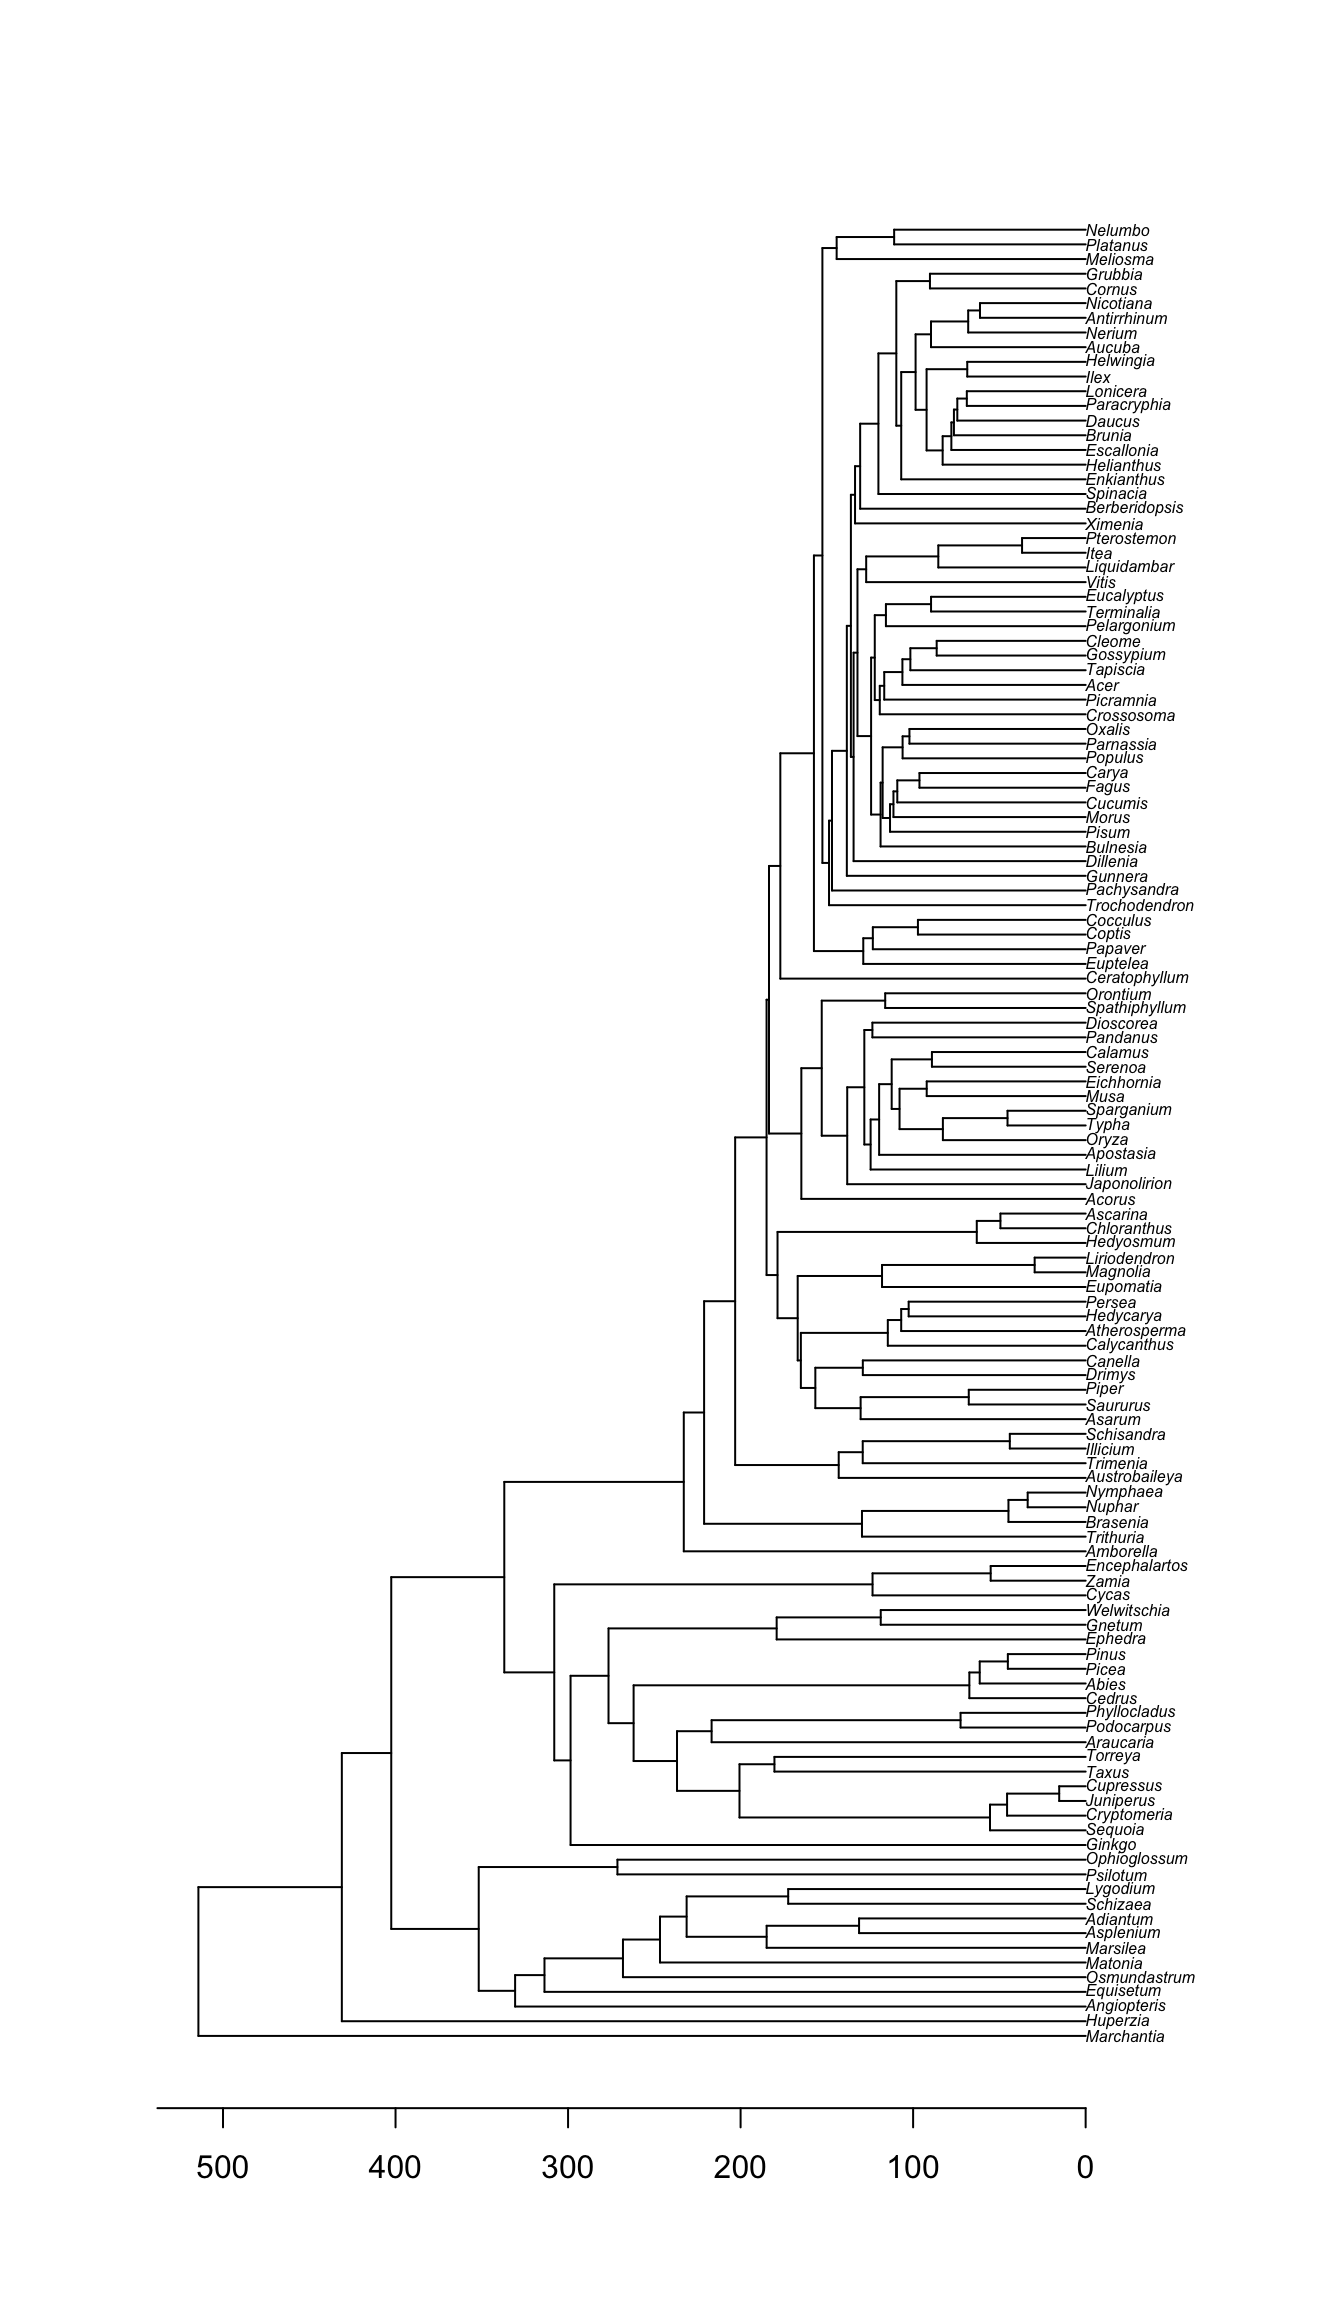 Nelumbo
Platanus
Meliosma
Grubbia
Cornus
Nicotiana
Antirrhinum
Nerium
Aucuba
Helwingia
Ilex
Lonicera
Paracryphia
Daucus
Brunia
Escallonia
Helianthus
Enkianthus
Spinacia
Berberidopsis
Ximenia
Pterostemon
Itea
Liquidambar
Vitis
Eucalyptus
Terminalia
Pelargonium
Cleome
Gossypium
Tapiscia
Acer
Picramnia
Crossosoma
Oxalis
Parnassia
Populus
Carya
Fagus
Cucumis
Morus
Pisum
Bulnesia
Dillenia
Gunnera
Pachysandra
Trochodendron
Cocculus
Coptis
Papaver
Euptelea
Ceratophyllum
Orontium
Spathiphyllum
Dioscorea
Pandanus
Calamus
Serenoa
Eichhornia
Musa
Sparganium
Typha
Oryza
Apostasia
Lilium
Japonolirion
Acorus
Ascarina
Chloranthus
Hedyosmum
Liriodendron
Magnolia
Eupomatia
Persea
Hedycarya
Atherosperma
Calycanthus
Canella
Drimys
Piper
Saururus
Asarum
Schisandra
Illicium
Trimenia
Austrobaileya
Nymphaea
Nuphar
Brasenia
Trithuria
Amborella
Encephalartos
Zamia
Cycas
Welwitschia
Gnetum
Ephedra
Pinus
Picea
Abies
Cedrus
Phyllocladus
Podocarpus
Araucaria
Torreya
Taxus
Cupressus
Juniperus
Cryptomeria
Sequoia
Ginkgo
Ophioglossum
Psilotum
Lygodium
Schizaea
Adiantum
Asplenium
Marsilea
Matonia
Osmundastrum
Equisetum
Angiopteris
Huperzia
Marchantia
500 400 300 200 100 0